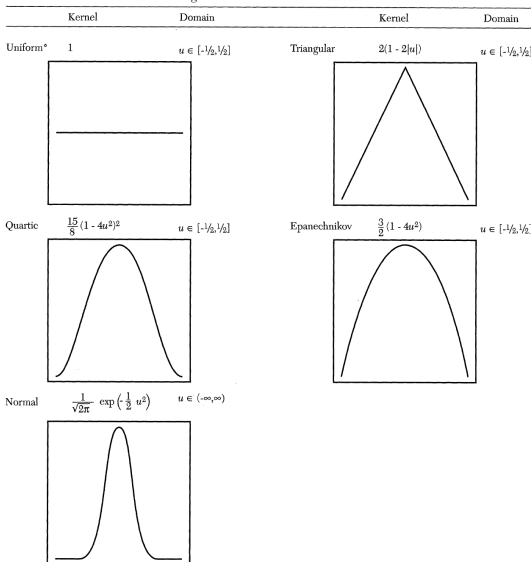 Kernel Domain Kernel Domain
Uniform* 1 u ∈ [-½,½] Triangular 2(1 - 2|u|) u ∈ [-½,½]
Quartic 15/8 (1 - 4u²)² u ∈ [-½,½] Epanechnikov 3/2 (1 - 4u²) u ∈ [-½,½
Normal 1/√2π exp(-1/2 u²) u ∈ (-∞,∞)